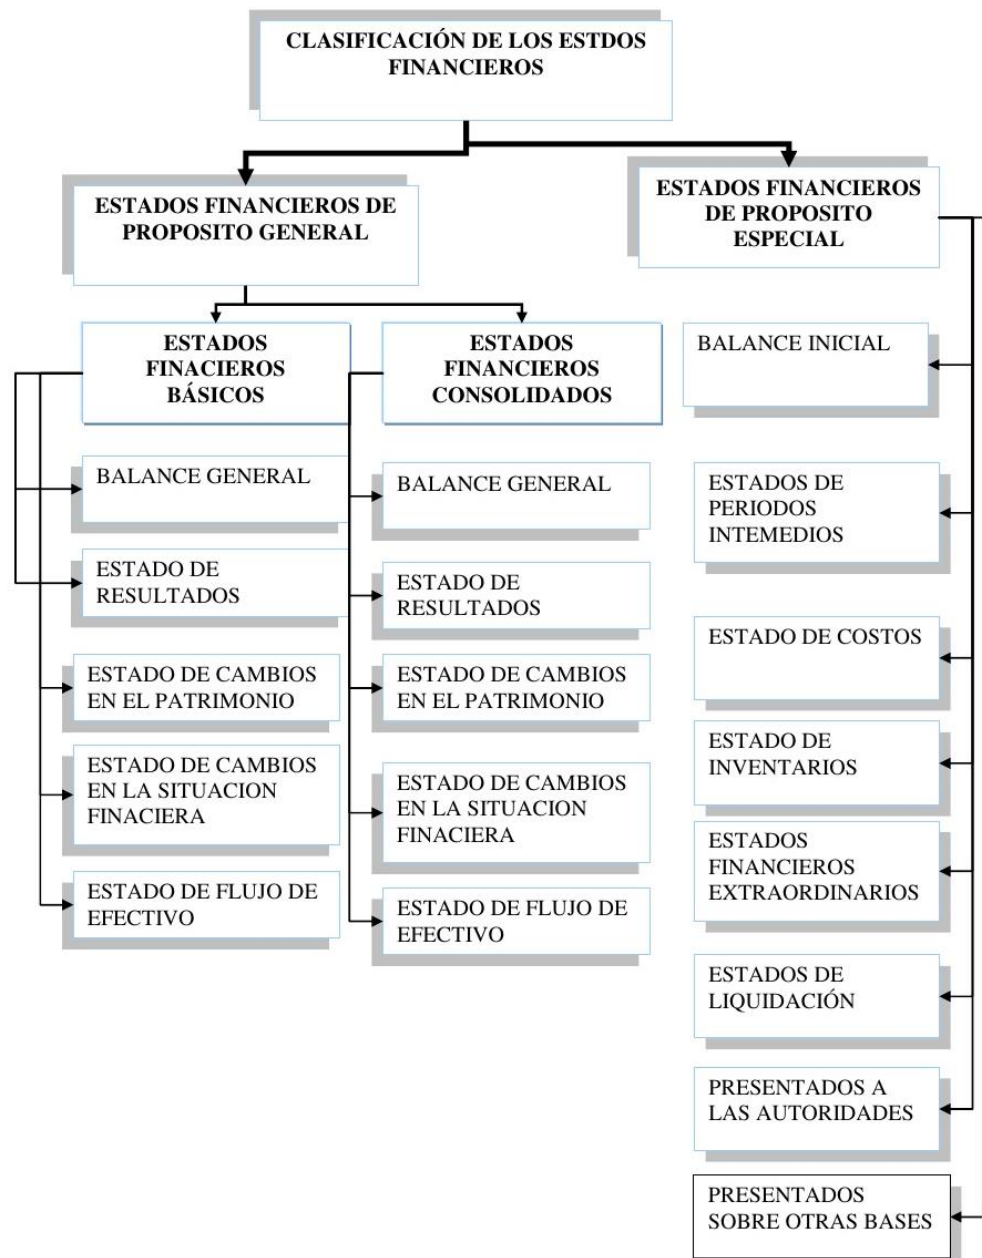 CLASIFICACIÓN DE LOS ESTDOS
FINANCIEROS
ESTADOS FINANCIEROS DE
PROPOSITO GENERAL
ESTADOS FINANCIEROS
DE PROPOSITO
ESPECIAL
ESTADOS
FINACIEROS
BÁSICOS
BALANCE GENERAL
ESTADO DE
RESULTADOS
ESTADO DE CAMBIOS
EN EL PATRIMONIO
ESTADO DE CAMBIOS
EN LA SITUACION
FINACIERA
ESTADO DE FLUJO DE
EFECTIVO
ESTADOS
FINANCIEROS
CONSOLIDADOS
BALANCE GENERAL
ESTADO DE
RESULTADOS
ESTADO DE CAMBIOS
EN EL PATRIMONIO
ESTADO DE CAMBIOS
EN LA SITUACION
FINACIERA
ESTADO DE FLUJO DE
EFECTIVO
BALANCE INICIAL
ESTADOS DE
PERIODOS
INTEMEDIOS
ESTADO DE COSTOS
ESTADO DE
INVENTARIOS
ESTADOS
FINANCIEROS
EXTRAORDINARIOS
ESTADOS DE
LIQUIDACIÓN
PRESENTADOS A
LAS AUTORIDADES
PRESENTADOS
SOBRE OTRAS BASES